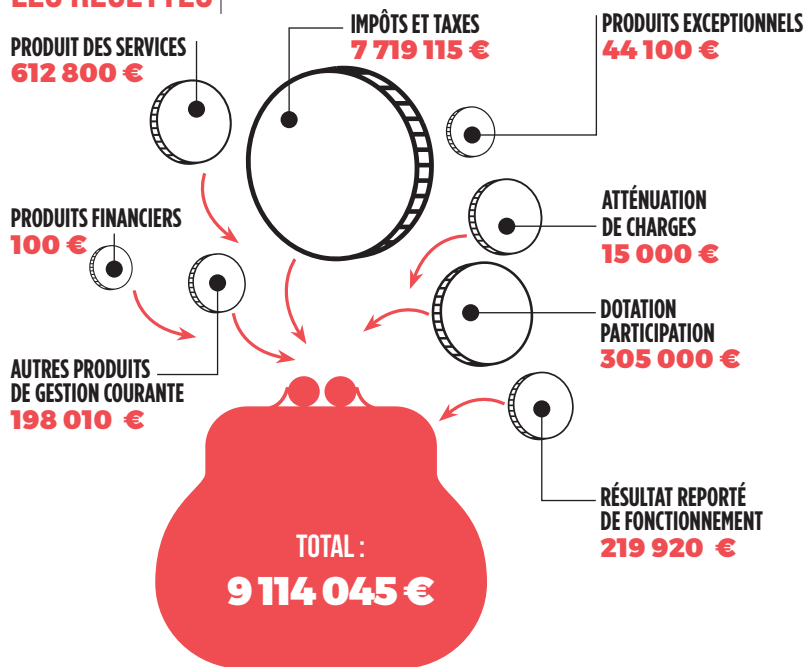 LES RECETTES
PRODUIT DES SERVICES
612 800 €
IMPÔTS ET TAXES
7 719 115 €
PRODUITS EXCEPTIONNELS
44 100 €
PRODUITS FINANCIERS
100 €
ATTÉNUATION
DE CHARGES
15 000 €
DOTATION
PARTICIPATION
305 000 €
AUTRES PRODUITS
DE GESTION COURANTE
198 010 €
RÉSULTAT REPORTÉ
DE FONCTIONNEMENT
219 920 €
TOTAL :
9 114 045 €